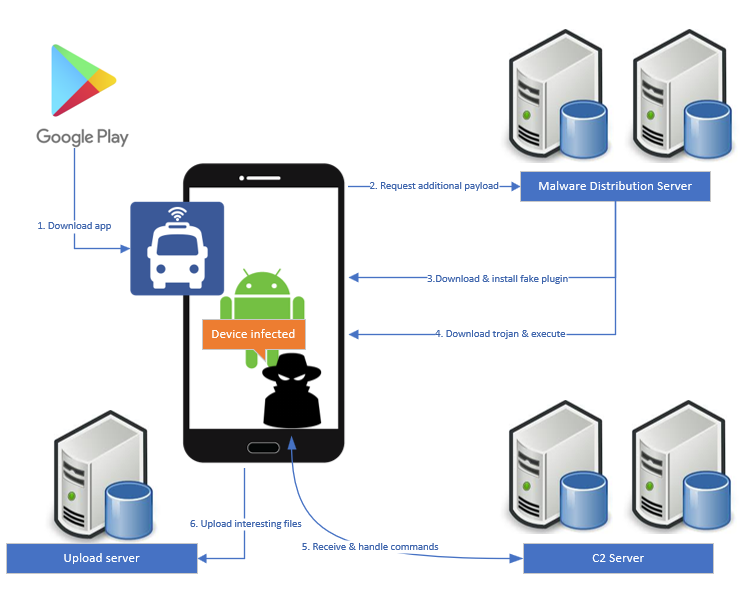 Google Play
1. Download app
2. Request additional payload
Malware Distribution Server
3.Download & install fake plugin
Device infected
4. Download trojan & execute
6. Upload interesting files
5. Receive & handle commands
Upload server
C2 Server